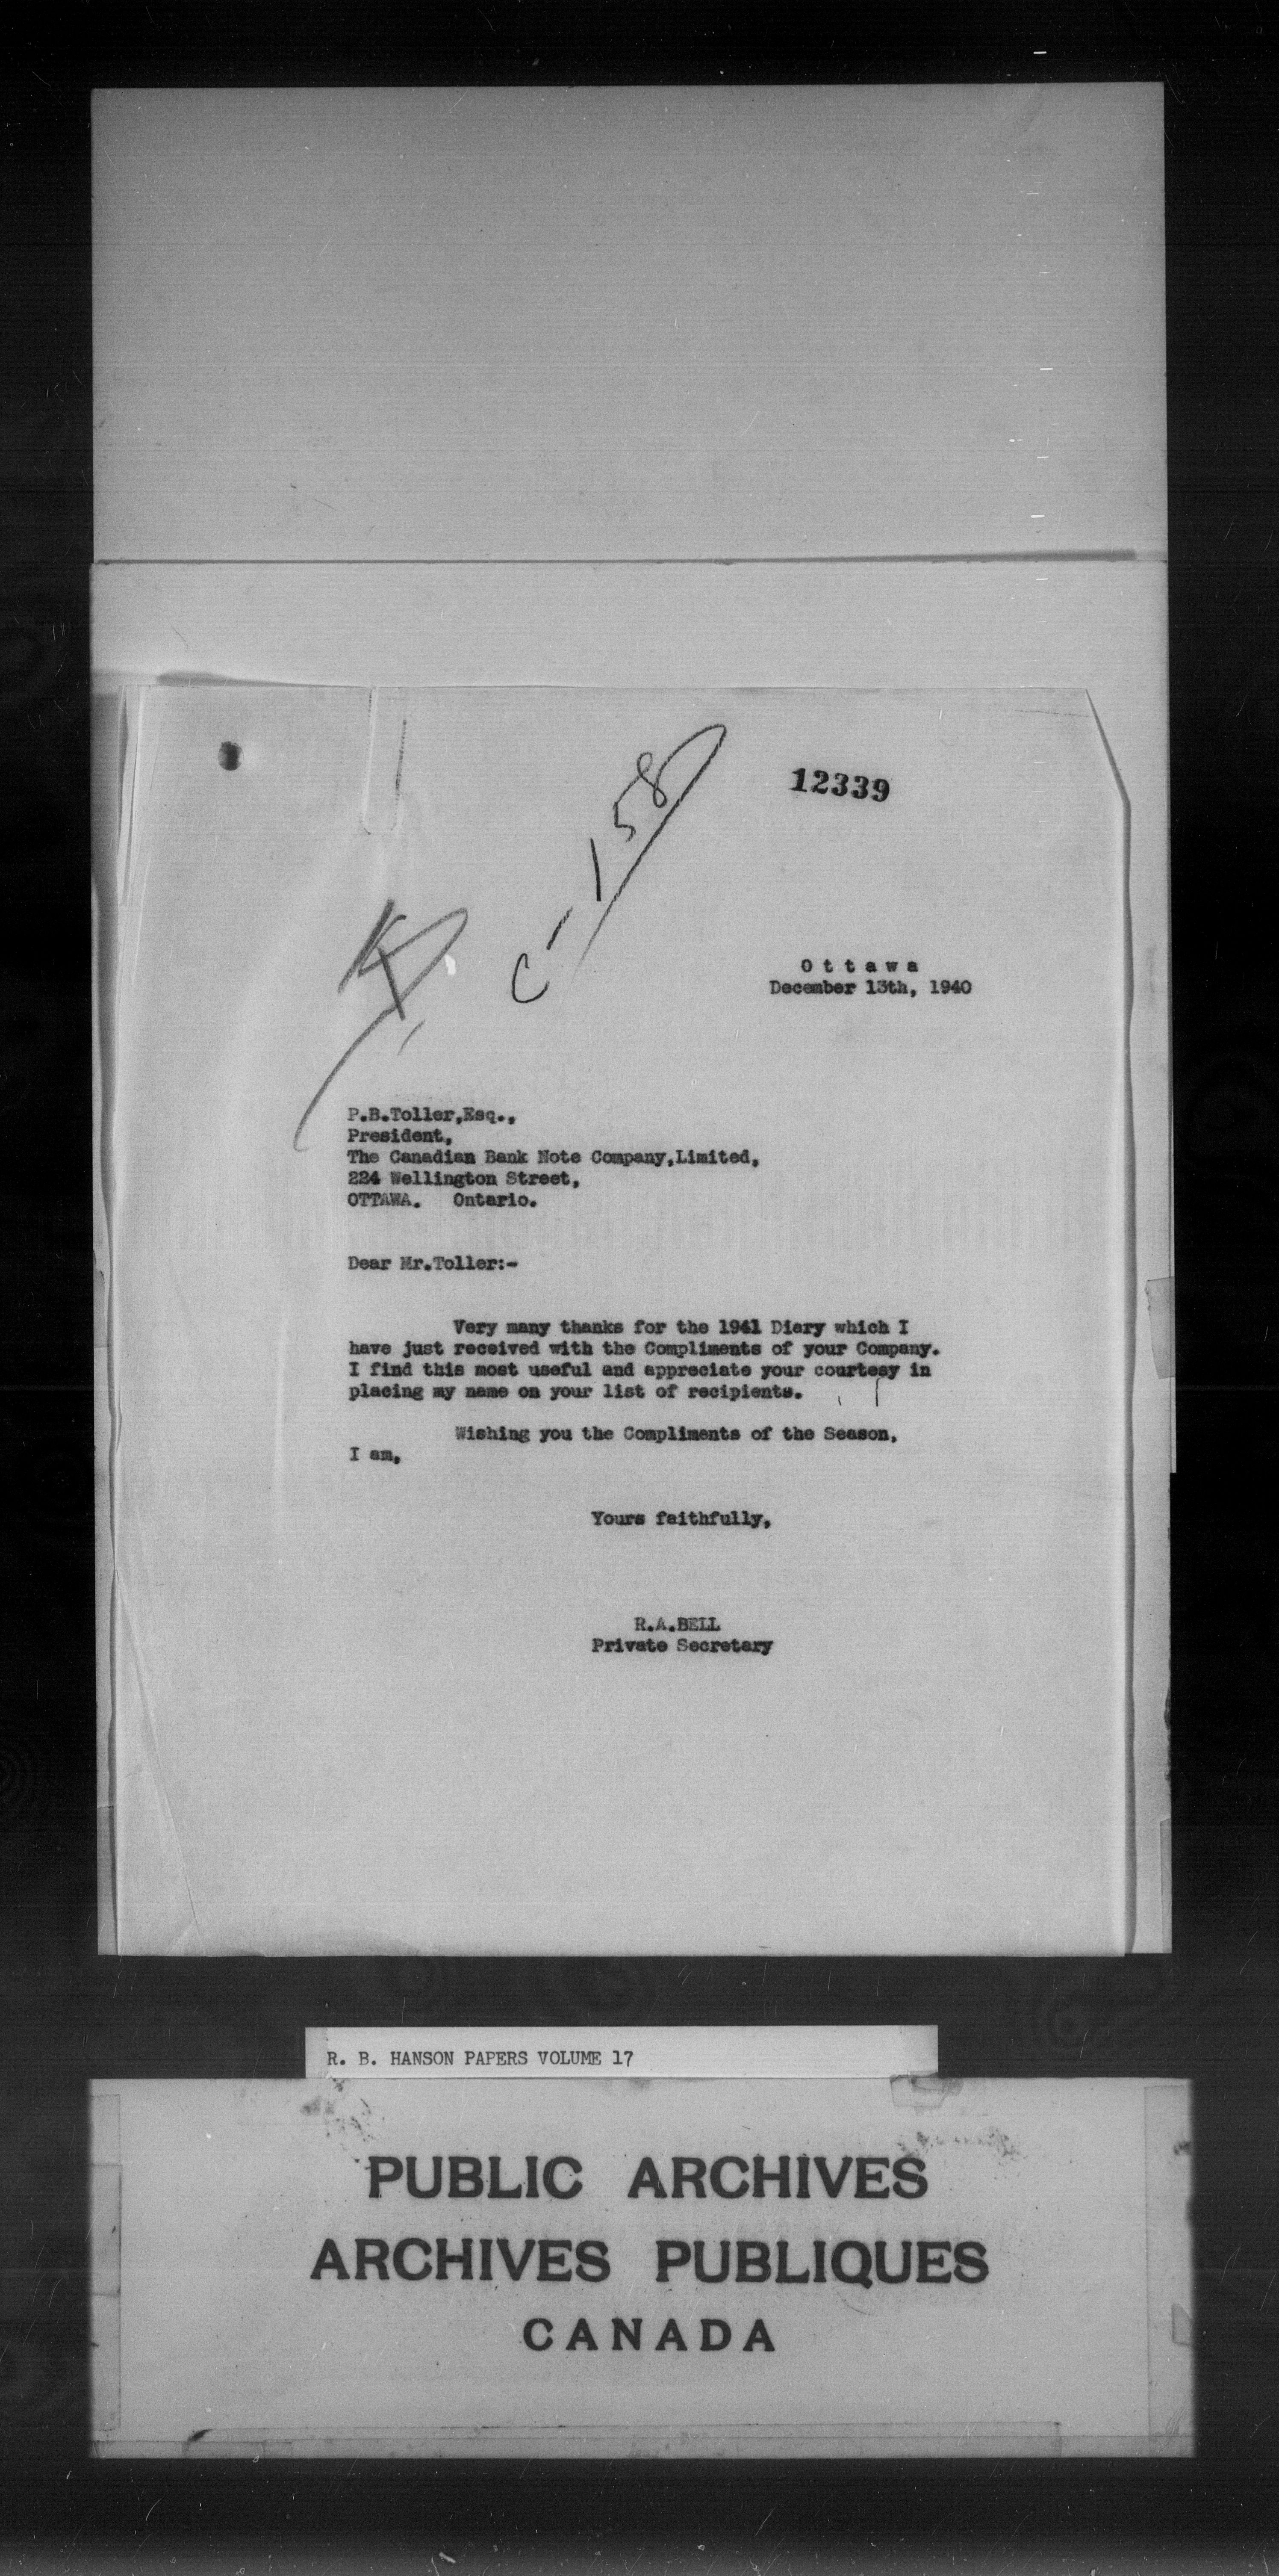 12339
C-158
O t t a w a
December 13th, 1940
P.B.Toller,Esq.,
President,
The Canadian Bank Note Company,Limited,
224 Wellington Street,
OTTAWA.   Ontario.
Dear Mr.Toller:-
Very many thanks for the 1941 Diary which I
have just received with the Compliments of your Company.
I find this most useful and appreciate your courtesy in
placing my name on your list of recipients.
Wishing you the Compliments of the Season,
I am,
Yours faithfully,
R.A.BELL
Private Secretary
R. B. HANSON PAPERS VOLUME 17
PUBLIC ARCHIVES
ARCHIVES PUBLIQUES
CANADA